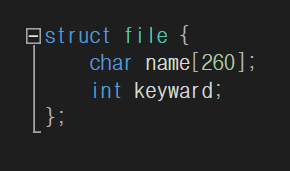 struct file {
    char name[260];
    int keyward;
};